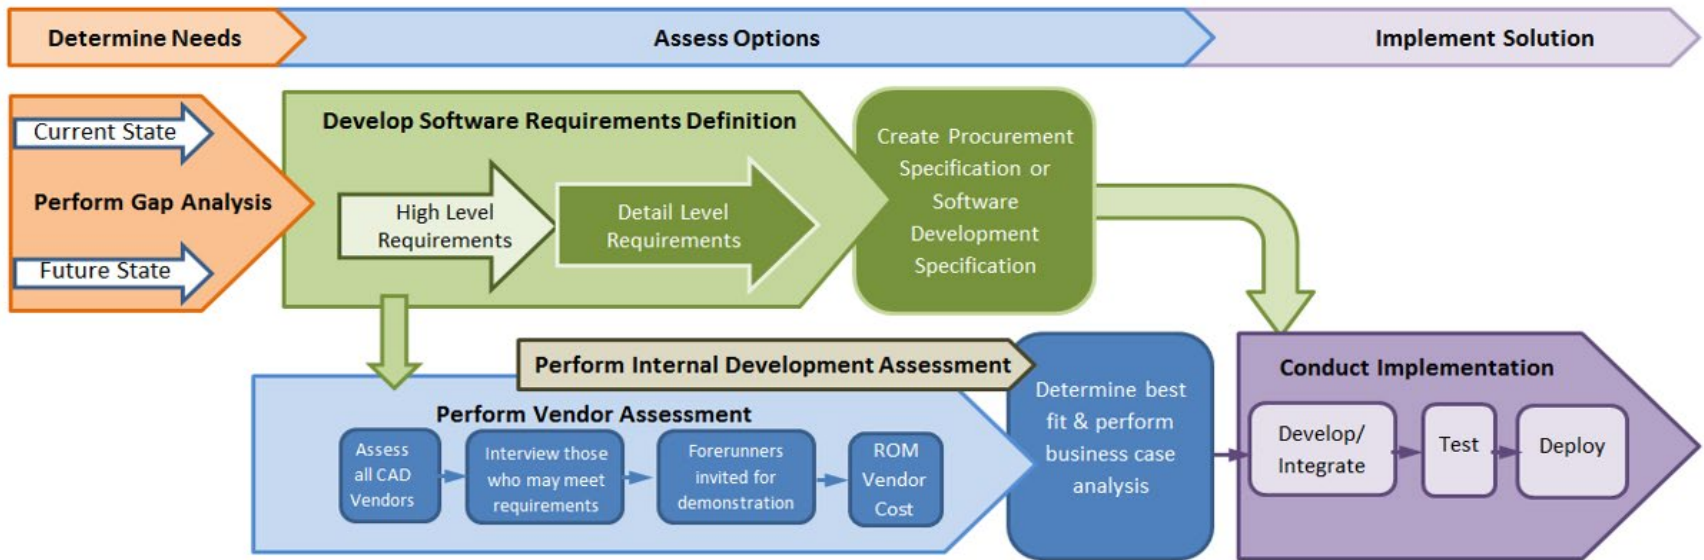 Determine Needs
Assess Options
Implement Solution
Current State
Perform Gap Analysis
Future State
Develop Software Requirements Definition
High Level
Requirements
Detail Level
Requirements
Create Procurement
Specification or
Software
Development
Specification
Perform Internal Development Assessment
Perform Vendor Assessment
Assess
all CAD
Vendors
Interview those
who may meet
requirements
Forerunners
invited for
demonstration
ROM
Vendor
Cost
Determine best
fit & perform
business case
analysis
Conduct Implementation
Develop/
Integrate
Test
Deploy